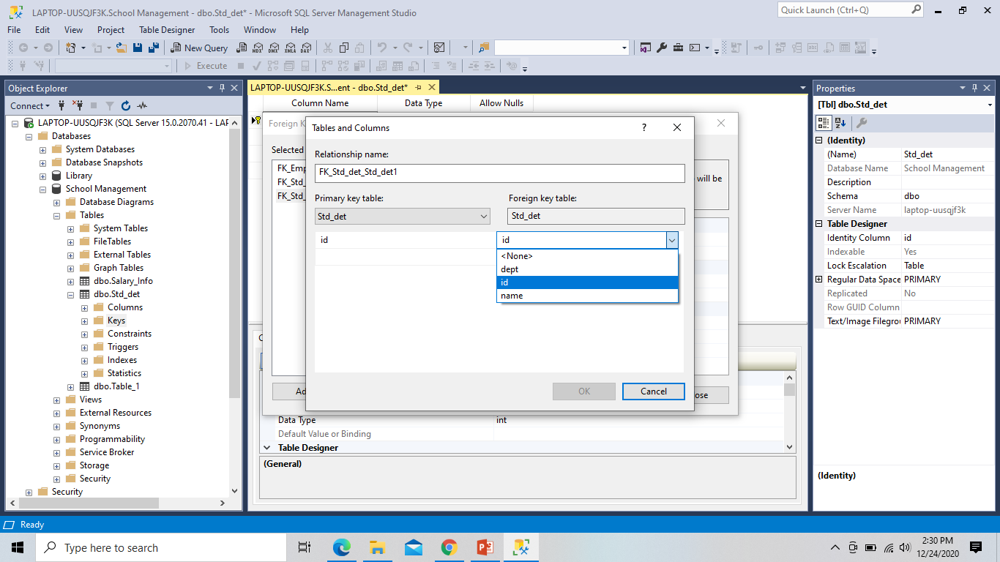 LAPTOP-UUSQJF3K.School Management - dbo.Std_det* - Microsoft SQL Server Management Studio
Quick Launch (Ctrl+Q)
File Edit View Project Table Designer Tools Window Help
New Query MDX DMX XMLA DAX
Execute
Object Explorer
Connect
LAPTOP-UUSQJF3K (SQL Server 15.0.2070.41 - LAP
Databases
System Databases
Database Snapshots
Library
School Management
Database Diagrams
Tables
System Tables
FileTables
External Tables
Graph Tables
dbo.Salary_Info
dbo.Std_det
Columns
Keys
Constraints
Triggers
Indexes
Statistics
dbo.Table_1
Views
External Resources
Synonyms
Programmability
Service Broker
Storage
Security
Security
LAPTOP-UUSQJF3K.S...ent - dbo.Std_det*
Column Name Data Type Allow Nulls
Foreign K
Selected
FK_Emp
FK_Std_
FK_Std_
will be
Ad
ose
Tables and Columns
?
Relationship name:
FK_Std_det_Std_det1
Primary key table: Foreign key table:
Std_det Std_det
id id
<None>
dept
id
name
OK Cancel
Data Type int
Default Value or Binding
Table Designer
(General)
Properties
[Tbl] dbo.Std_det
(Identity)
(Name) Std_det
Database Name School Management
Description
Schema dbo
Server Name laptop-uusqjf3k
Table Designer
Identity Column id
Indexable Yes
Lock Escalation Table
Regular Data Space PRIMARY
Replicated No
Row GUID Column
Text/Image Filegrou PRIMARY
(Identity)
Ready
Type here to search
2:30 PM
12/24/2020